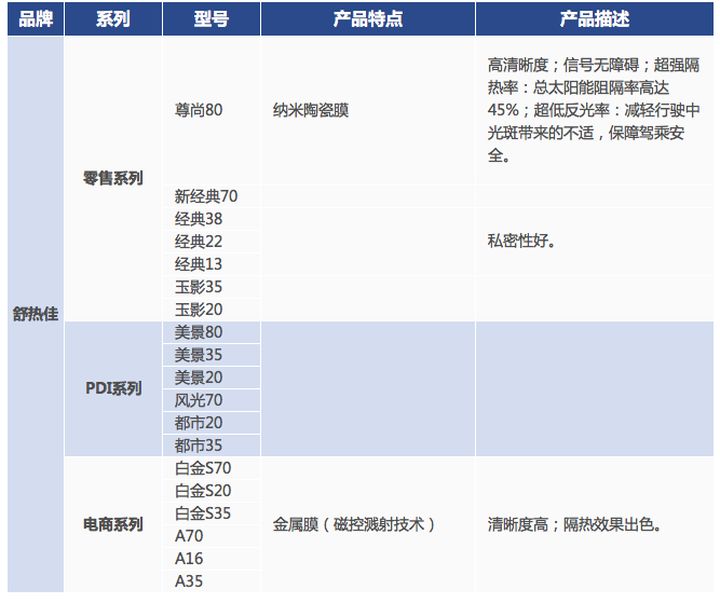 品牌 系列 型号 产品特点 产品描述
舒热佳
零售系列
尊尚80 纳米陶瓷膜
高清晰度；信号无障碍；超强隔
热率：总太阳能阻隔率高达
45%；超低反光率：减轻行驶中
光斑带来的不适，保障驾乘安
全。
新经典70
经典38
经典22 私密性好。
经典13
玉影35
玉影20
PDI系列
美景80
美景35
美景20
风光70
都市20
都市35
电商系列
白金S70
白金S20
白金S35 金属膜（磁控溅射技术） 清晰度高；隔热效果出色。
A70
A16
A35